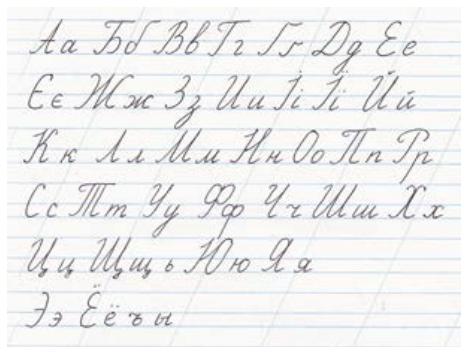 Аа Бб Вв Гг Ґґ Дд Ее
Єє Жж Зз Ии Іі Її Йй
Кк Лл Мм Нн Оо Пп Рр
Сс Тт Уу Фф Чч Шш Хх
Цц Щщ ь Юю Яя
Ээ Ёё ъ ы